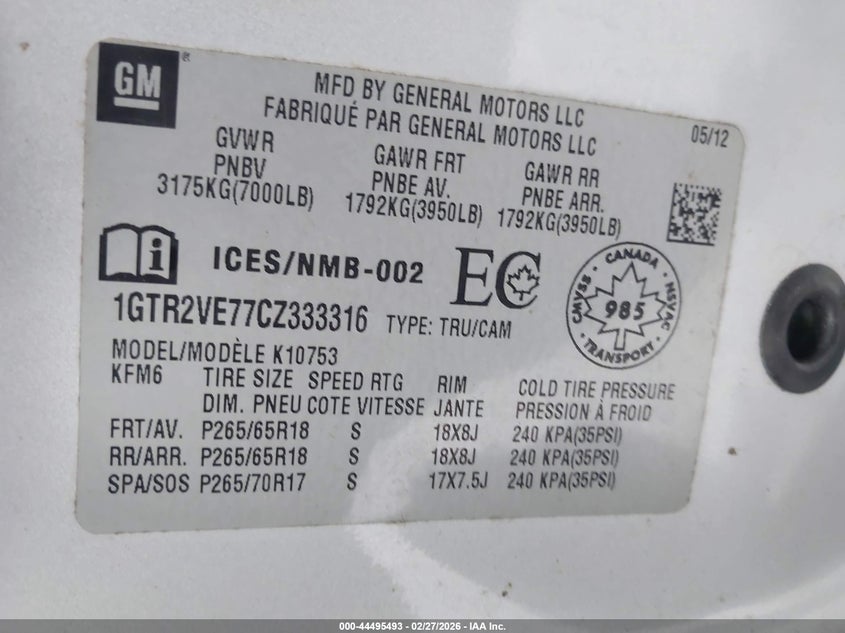 GM
MFD BY GENERAL MOTORS LLC
FABRIQUÉ PAR GENERAL MOTORS LLC
05/12
GVWR GAWR FRT GAWR RR
PNBV PNBE AV. PNBE ARR.
3175KG(7000LB) 1792KG(3950LB) 1792KG(3950LB)
i ICES/NMB-002 EC
CANADA
CMVSS NSVAC
985
TRANSPORT
1GTR2VE77CZ333316 TYPE: TRU/CAM
MODEL/MODÈLE K10753
KFM6 TIRE SIZE SPEED RTG RIM COLD TIRE PRESSURE
DIM. PNEU COTE VITESSE JANTE PRESSION À FROID
FRT/AV. P265/65R18 S 18X8J 240 KPA(35PSI)
RR/ARR. P265/65R18 S 18X8J 240 KPA(35PSI)
SPA/SOS P265/70R17 S 17X7.5J 240 KPA(35PSI)
000-44495493 - 02/27/2026 - IAA Inc.